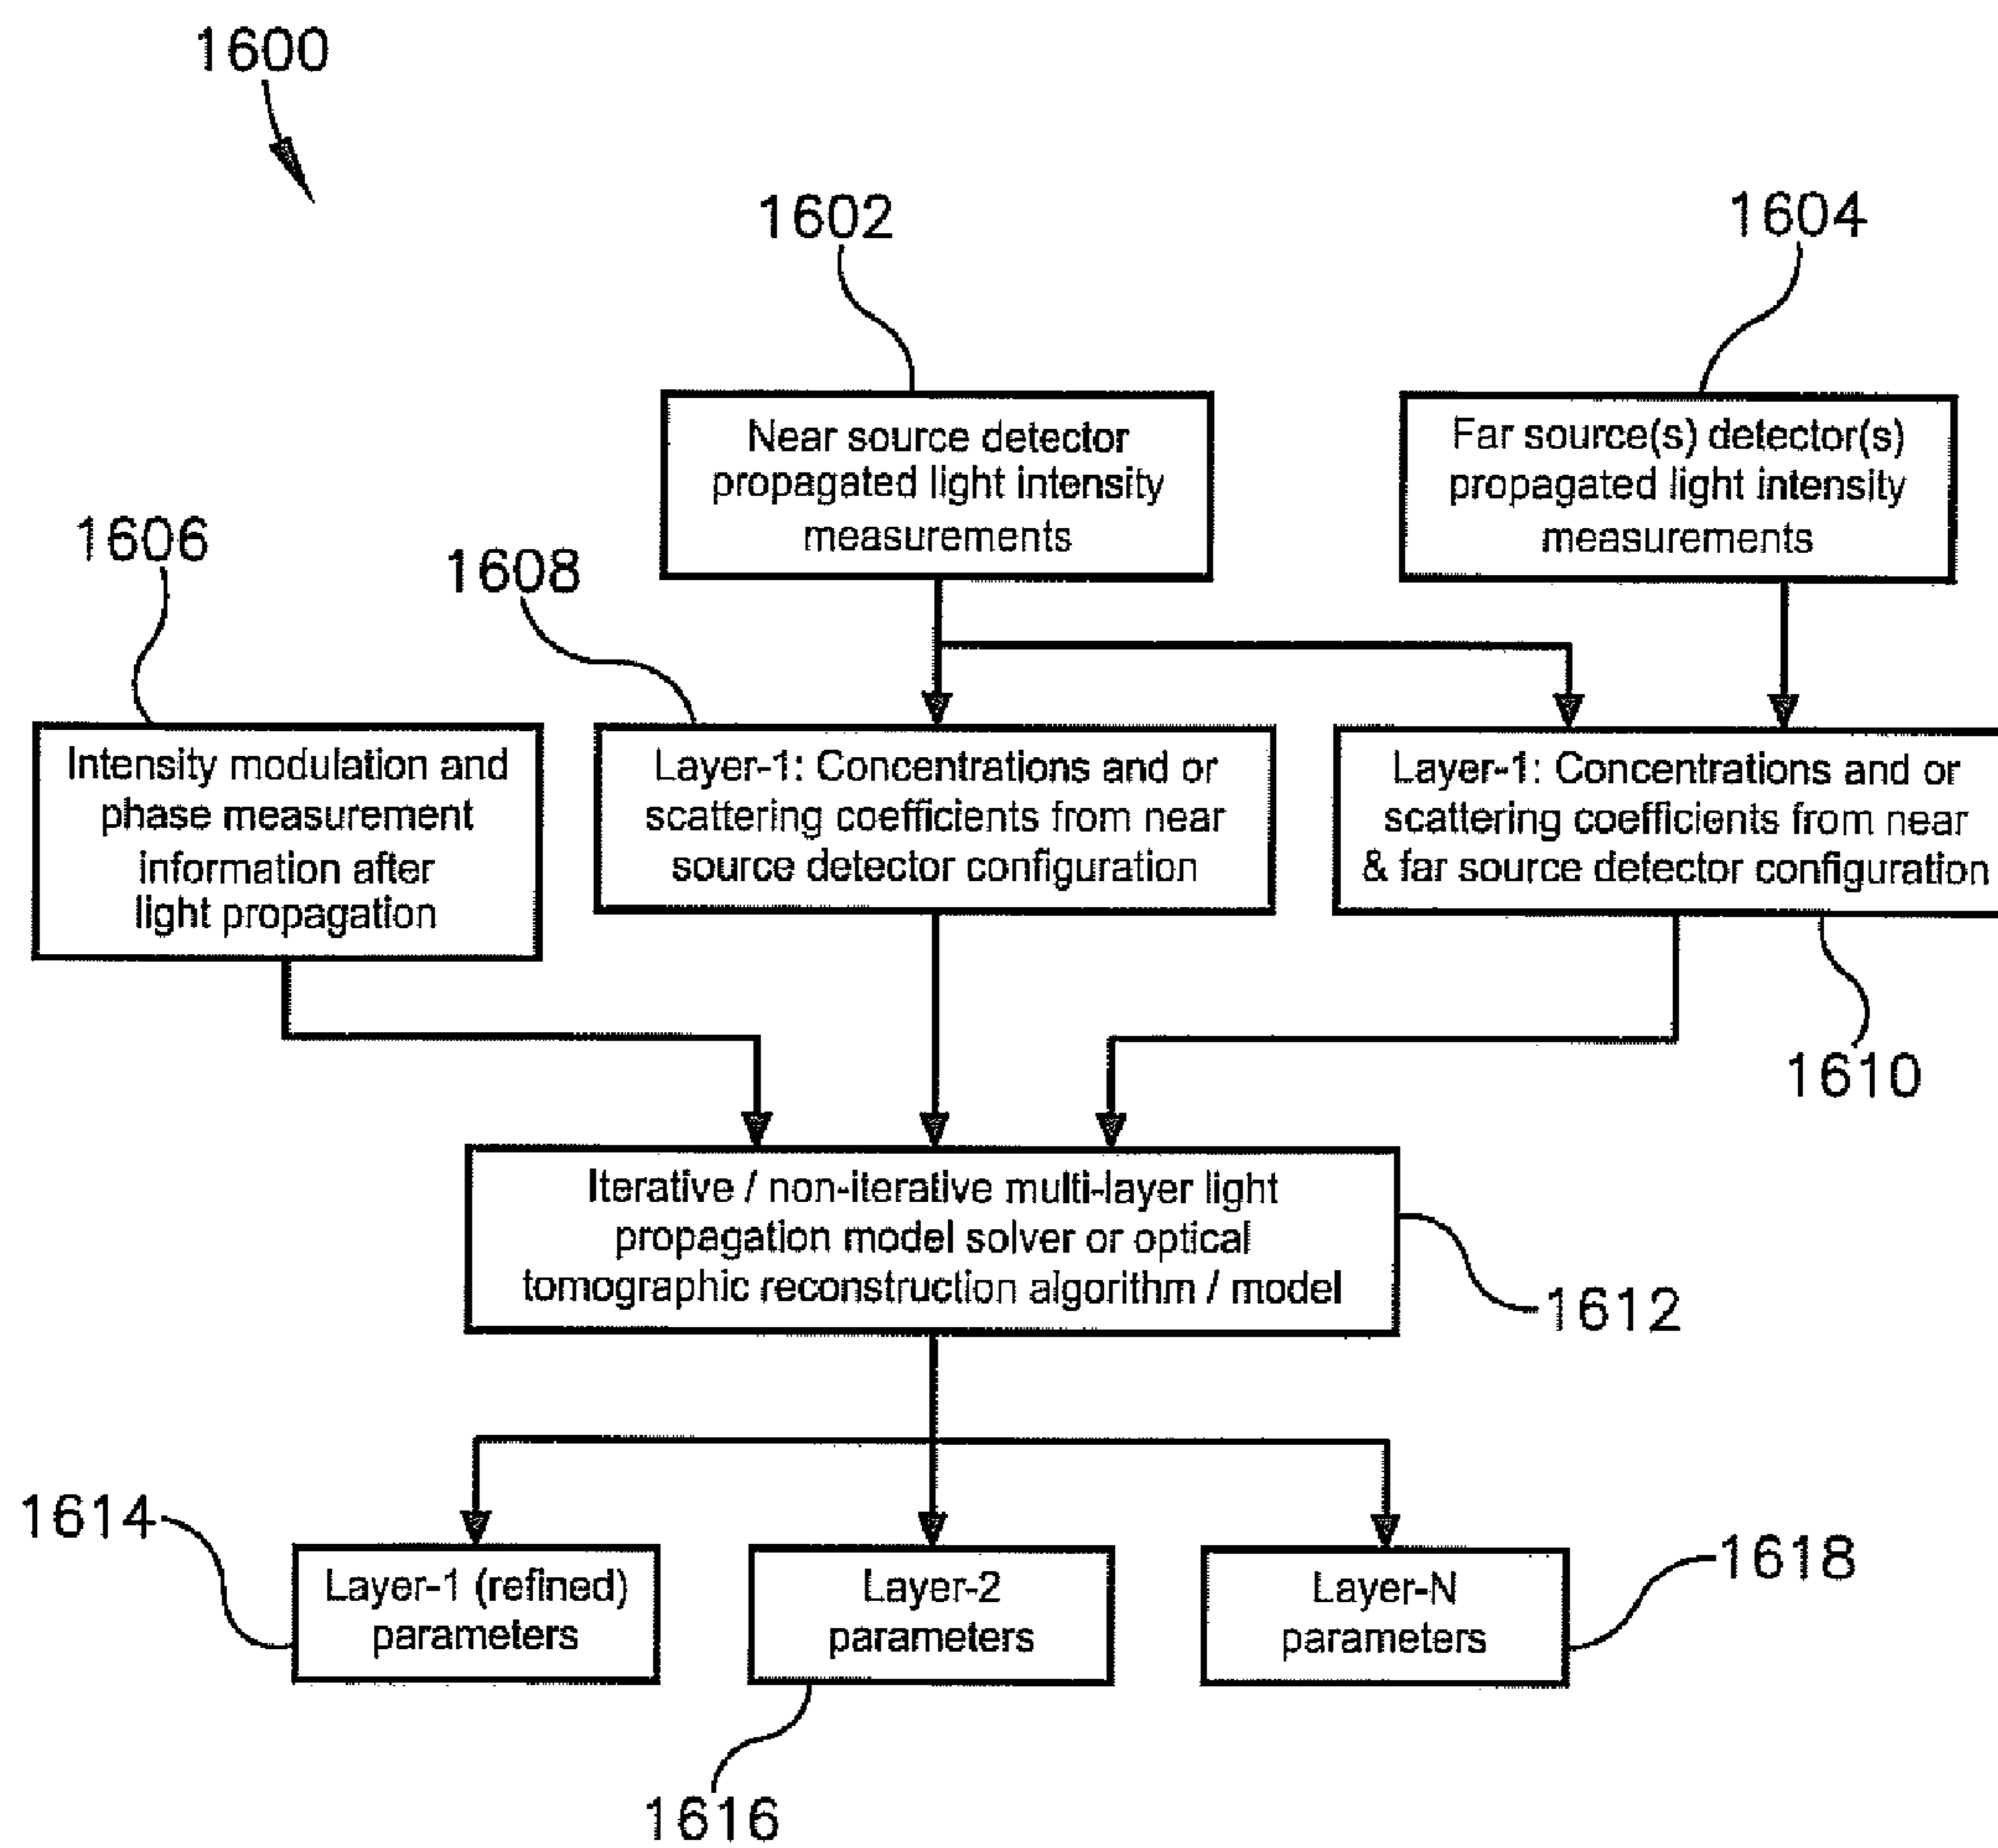 1600
1602
1604
Near source detector
propagated light intensity
measurements
Far source(s) detector(s)
propagated light intensity
measurements
1606
1608
Intensity modulation and
phase measurement
information after
light propagation
Layer-1: Concentrations and or
scattering coefficients from near
source detector configuration
Layer-1: Concentrations and or
scattering coefficients from near
& far source detector configuration
1610
Iterative / non-iterative multi-layer light
propagation model solver or optical
tomographic reconstruction algorithm / model
1612
1614
Layer-1 (refined)
parameters
Layer-2
parameters
Layer-N
parameters
1618
1616